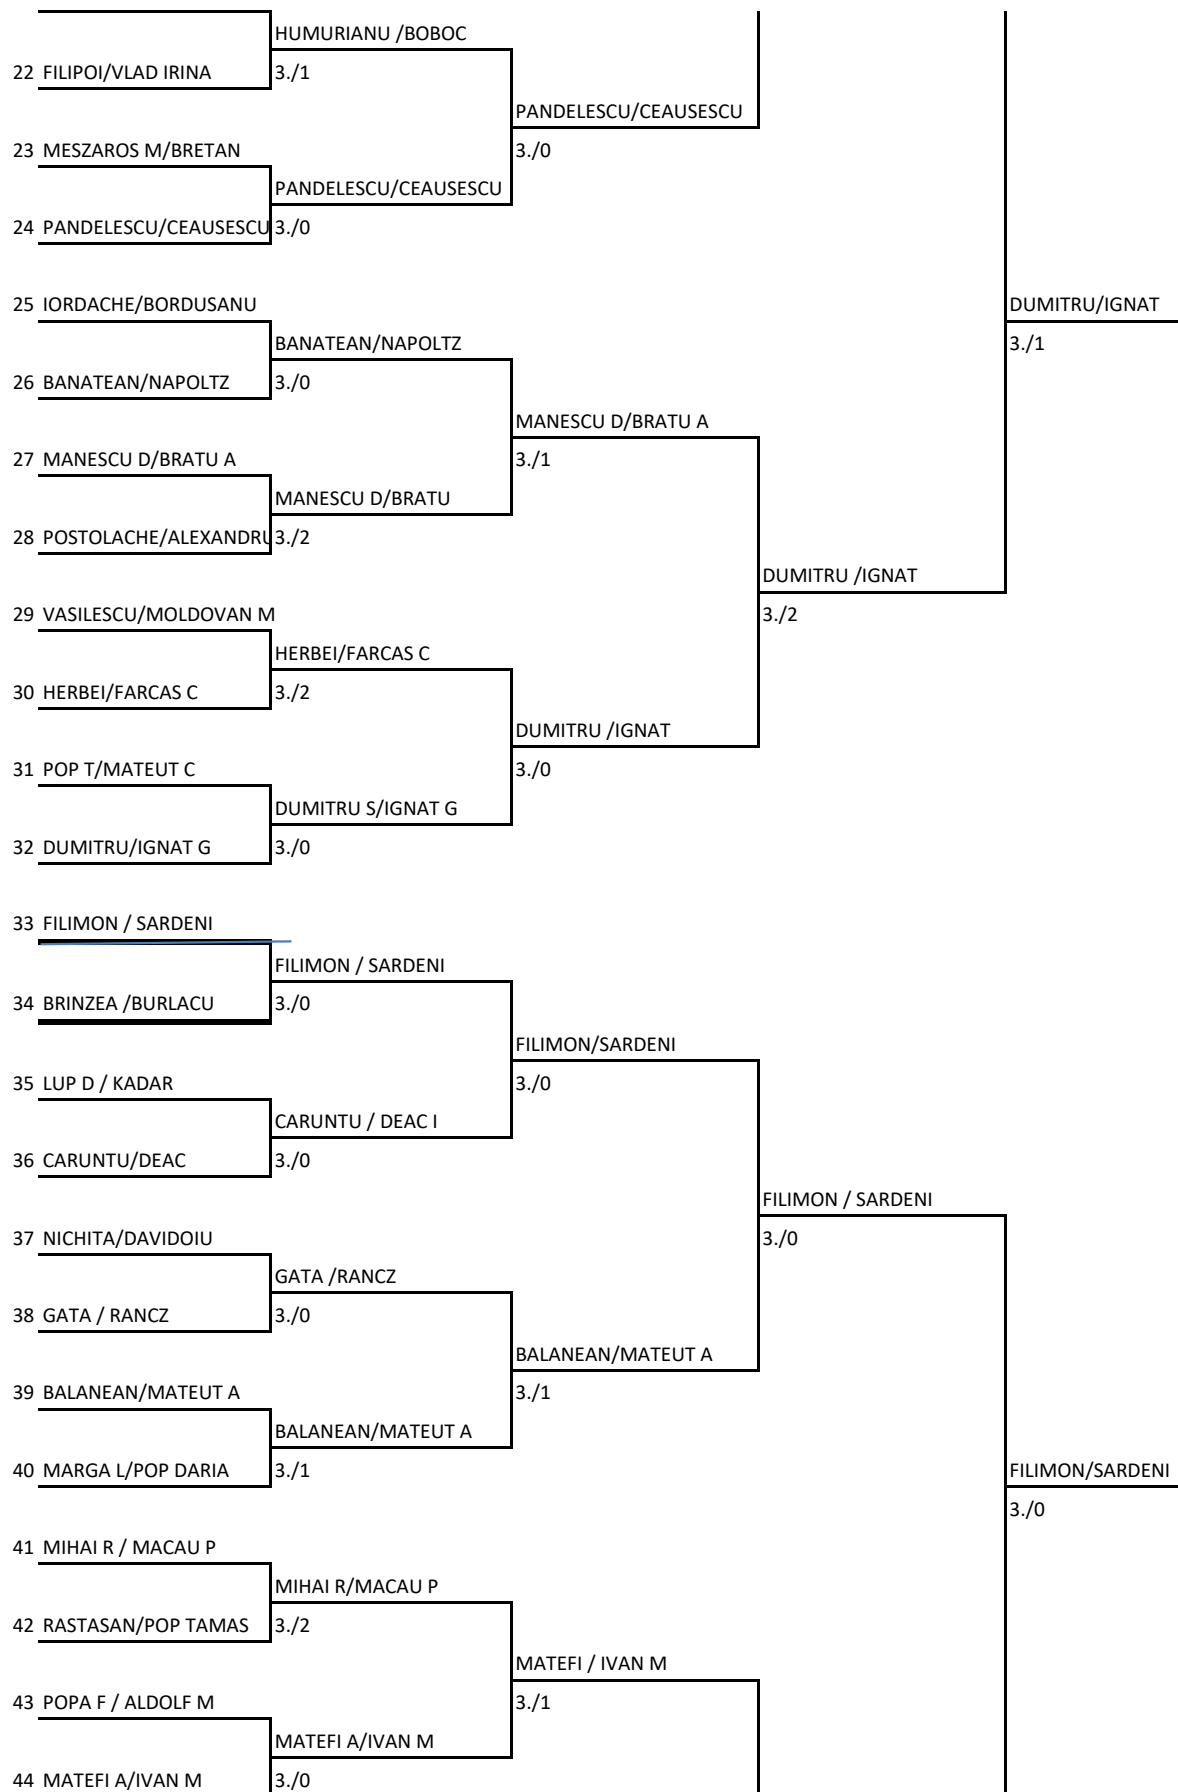 HUMURIANU /BOBOC
22 FILIPOI/VLAD IRINA 3./1
PANDELESCU/CEAUSESCU
23 MESZAROS M/BRETAN 3./0
PANDELESCU/CEAUSESCU
24 PANDELESCU/CEAUSESCU 3./0
25 IORDACHE/BORDUSANU DUMITRU/IGNAT
BANATEAN/NAPOLTZ 3./1
26 BANATEAN/NAPOLTZ 3./0
MANESCU D/BRATU A
27 MANESCU D/BRATU A 3./1
MANESCU D/BRATU
28 POSTOLACHE/ALEXANDRU 3./2
DUMITRU /IGNAT
29 VASILESCU/MOLDOVAN M 3./2
HERBEI/FARCAS C
30 HERBEI/FARCAS C 3./2
DUMITRU /IGNAT
31 POP T/MATEUT C 3./0
DUMITRU S/IGNAT G
32 DUMITRU/IGNAT G 3./0
33 FILIMON / SARDENI
FILIMON / SARDENI
34 BRINZEA /BURLACU 3./0
FILIMON/SARDENI
35 LUP D / KADAR 3./0
CARUNTU / DEAC I
36 CARUNTU/DEAC 3./0
FILIMON / SARDENI
37 NICHITA/DAVIDOIU 3./0
GATA /RANCZ
38 GATA / RANCZ 3./0
BALANEAN/MATEUT A
39 BALANEAN/MATEUT A 3./1
BALANEAN/MATEUT A
40 MARGA L/POP DARIA 3./1 FILIMON/SARDENI
3./0
41 MIHAI R / MACAU P
MIHAI R/MACAU P
42 RASTASAN/POP TAMAS 3./2
MATEFI / IVAN M
43 POPA F / ALDOLF M 3./1
MATEFI A/IVAN M
44 MATEFI A/IVAN M 3./0